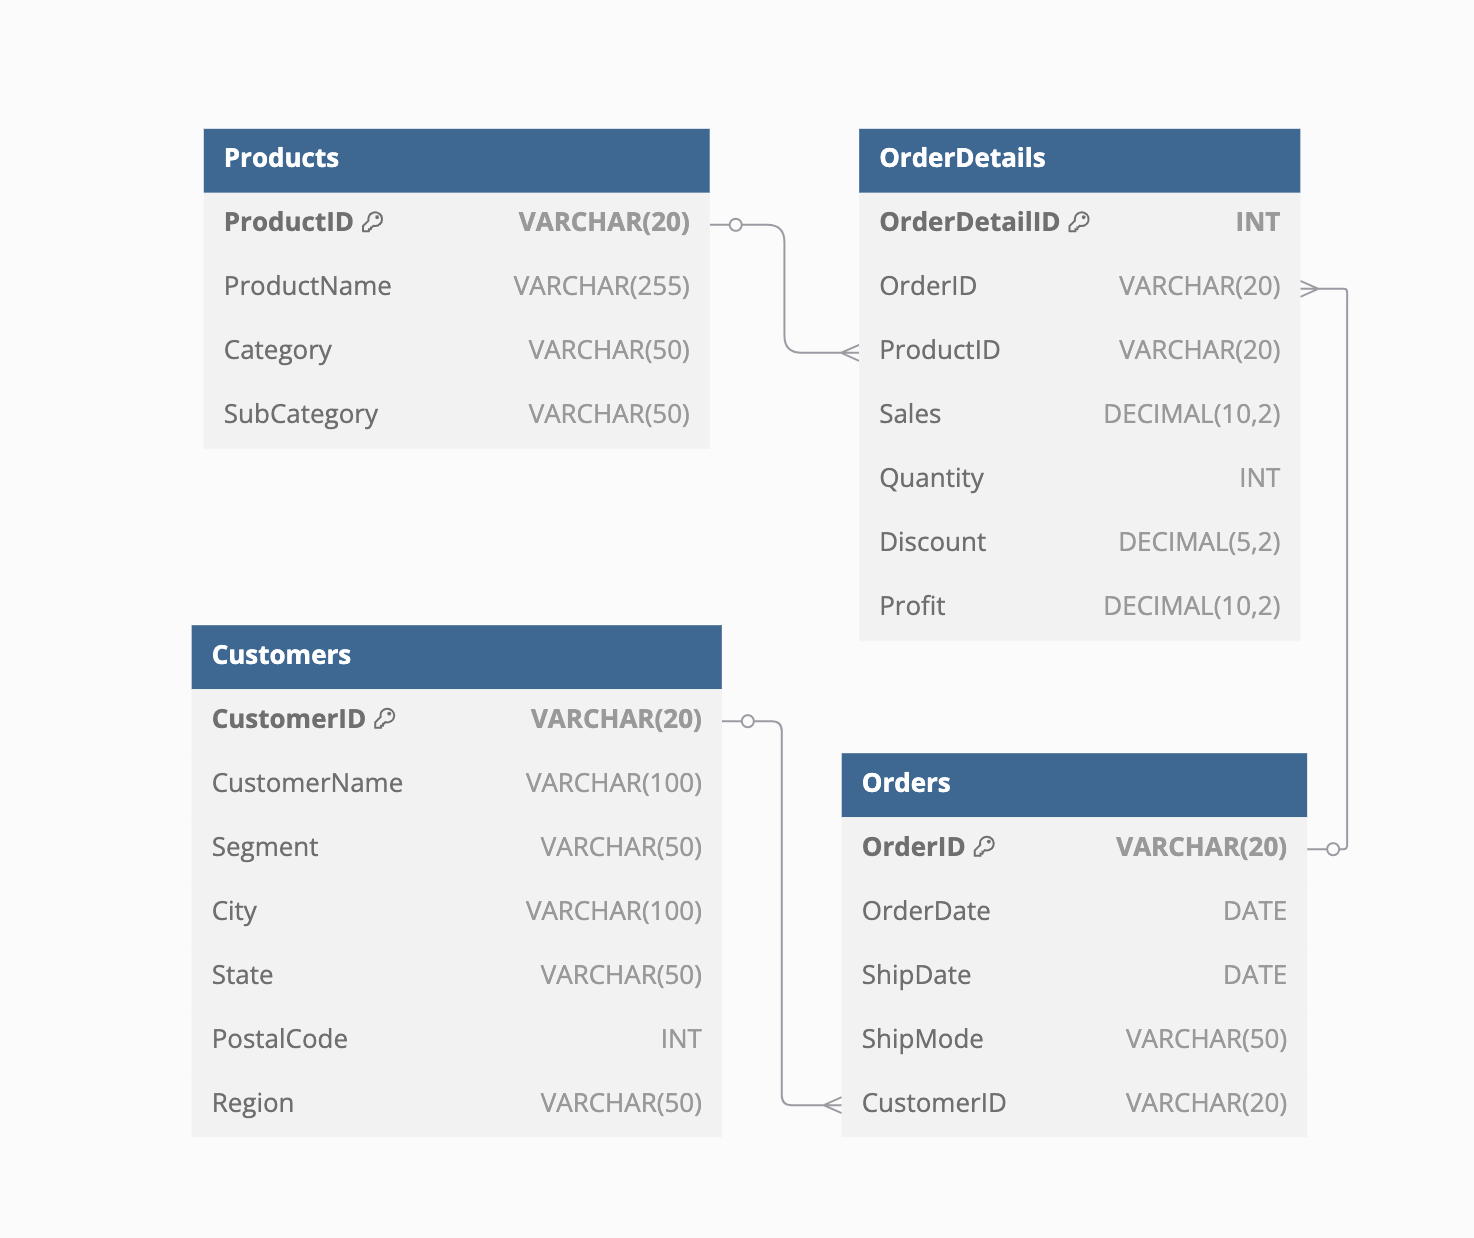 Products
ProductID VARCHAR(20)
ProductName VARCHAR(255)
Category VARCHAR(50)
SubCategory VARCHAR(50)
OrderDetails
OrderDetailID INT
OrderID VARCHAR(20)
ProductID VARCHAR(20)
Sales DECIMAL(10,2)
Quantity INT
Discount DECIMAL(5,2)
Profit DECIMAL(10,2)
Customers
CustomerID VARCHAR(20)
CustomerName VARCHAR(100)
Segment VARCHAR(50)
City VARCHAR(100)
State VARCHAR(50)
PostalCode INT
Region VARCHAR(50)
Orders
OrderID VARCHAR(20)
OrderDate DATE
ShipDate DATE
ShipMode VARCHAR(50)
CustomerID VARCHAR(20)